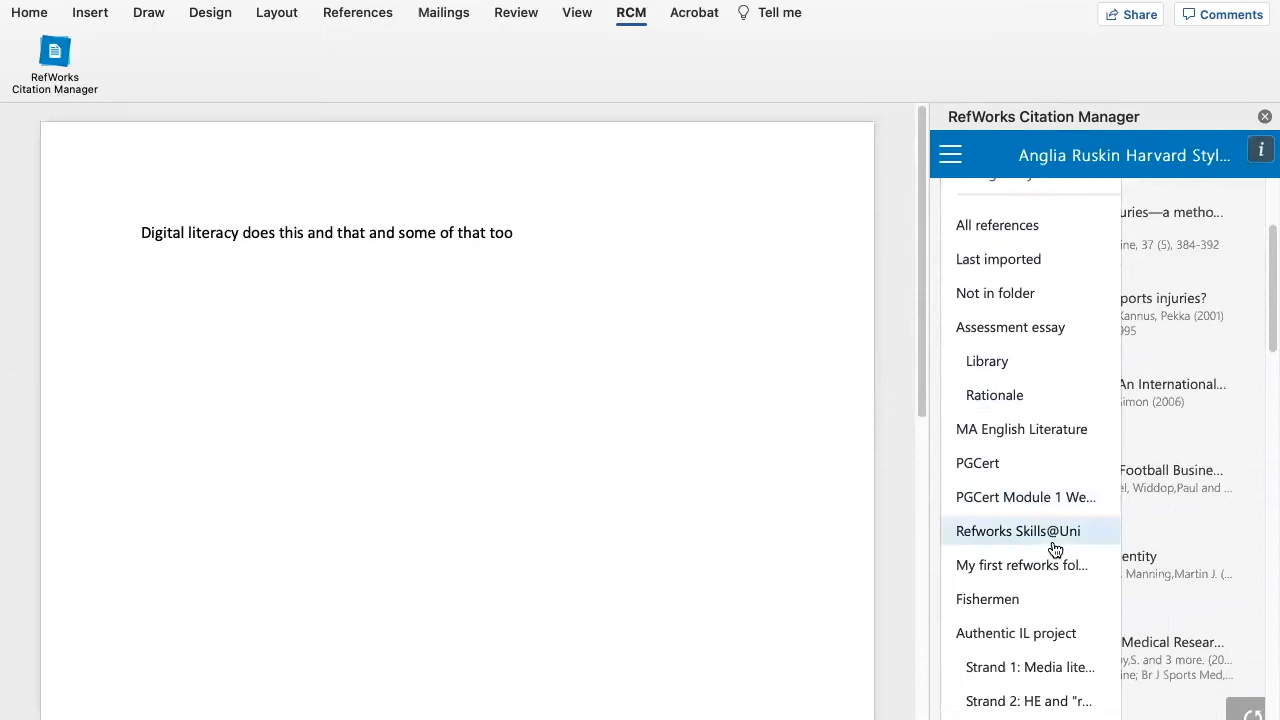 Home Insert Draw Design Layout References Mailings Review View RCM Acrobat Tell me Share Comments
RefWorks
Citation Manager
RefWorks Citation Manager
Anglia Ruskin Harvard Styl...
i
Digital literacy does this and that and some of that too
All references
Last imported
Not in folder
Assessment essay
Library
Rationale
MA English Literature
PGCert
PGCert Module 1 We...
Refworks Skills@Uni
My first refworks fol...
Fishermen
Authentic IL project
Strand 1: Media lite...
Strand 2: HE and "r...
uries—a metho...
ine, 37 (5), 384-392
ports injuries?
Kannus, Pekka (2001)
995
An International...
Simon (2006)
Football Busine...
el, Widdop,Paul and ...
entity
Manning,Martin J. (...
Medical Resear...
y,S. and 3 more. (20...
ine; Br J Sports Med,...